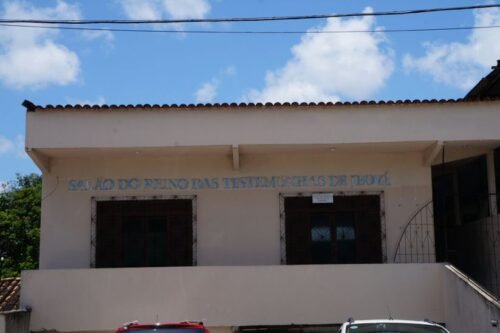 SALÃO DO REINO DAS TESTEMUNHAS DE JEOVÁ